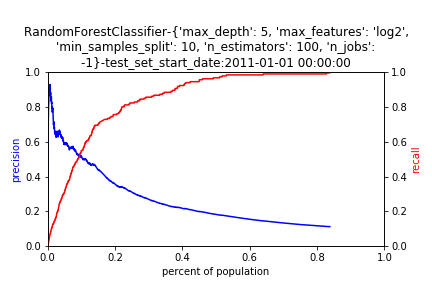 RandomForestClassifier-{'max_depth': 5, 'max_features': 'log2',
'min_samples_split': 10, 'n_estimators': 100, 'n_jobs':
-1}-test_set_start_date:2011-01-01 00:00:00
1.0 1.0
0.8 0.8
0.6 0.6
precision recall
0.4 0.4
0.2 0.2
0.0 0.0
0.0 0.2 0.4 0.6 0.8 1.0
percent of population